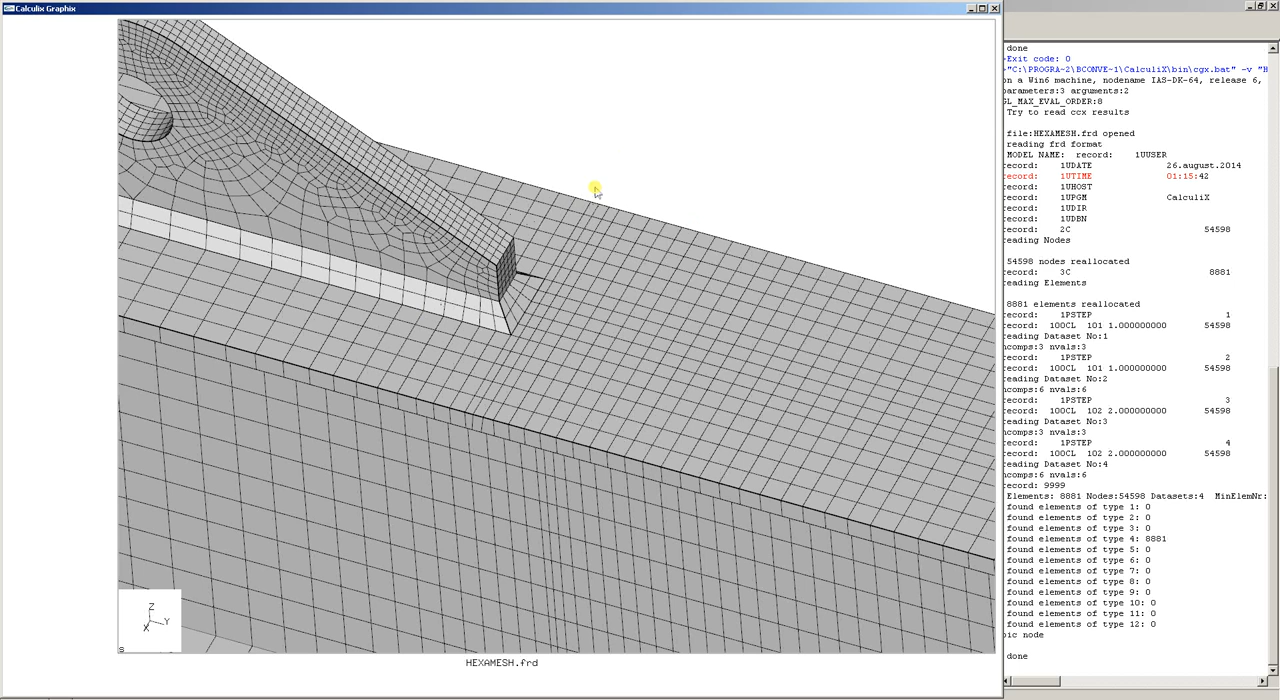 Calculix Graphix
Z
Y
X
s
HEXAMESH.frd
done
Exit code: 0
"C:\PROGRA~2\BCONVE~1\CalculiX\bin\cgx.bat" -v "H
on a Win6 machine, nodename IAS-DK-64, release 6,
parameters:3 arguments:2
GL_MAX_EVAL_ORDER:8
Try to read ccx results
file:HEXAMESH.frd opened
reading frd format
MODEL NAME: record: 1UUSER
record: 1UDATE 26.august.2014
record: 1UTIME 01:15:42
record: 1UHOST
record: 1UPGM CalculiX
record: 1UDIR
record: 1UDBN
record: 2C 54598
reading Nodes
54598 nodes reallocated
record: 3C 8881
reading Elements
8881 elements reallocated
record: 1PSTEP 1
record: 100CL 101 1.000000000 54598
reading Dataset No:1
ncomps:3 nvals:3
record: 1PSTEP 2
record: 100CL 101 1.000000000 54598
reading Dataset No:2
ncomps:6 nvals:6
record: 1PSTEP 3
record: 100CL 102 2.000000000 54598
reading Dataset No:3
ncomps:3 nvals:3
record: 1PSTEP 4
record: 100CL 102 2.000000000 54598
reading Dataset No:4
ncomps:6 nvals:6
record: 9999
Elements: 8881 Nodes:54598 Datasets:4 MinElemNr:
found elements of type 1: 0
found elements of type 2: 0
found elements of type 3: 0
found elements of type 4: 8881
found elements of type 5: 0
found elements of type 6: 0
found elements of type 7: 0
found elements of type 8: 0
found elements of type 9: 0
found elements of type 10: 0
found elements of type 11: 0
found elements of type 12: 0
pic node
done